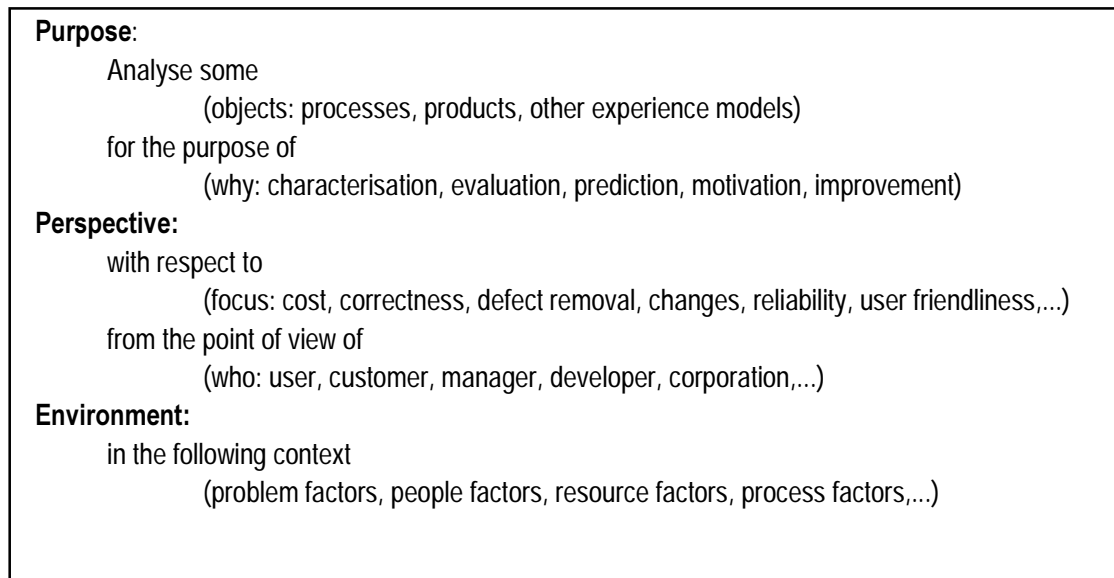 Purpose:
Analyse some
(objects: processes, products, other experience models)
for the purpose of
(why: characterisation, evaluation, prediction, motivation, improvement)
Perspective:
with respect to
(focus: cost, correctness, defect removal, changes, reliability, user friendliness,...)
from the point of view of
(who: user, customer, manager, developer, corporation,...)
Environment:
in the following context
(problem factors, people factors, resource factors, process factors,...)